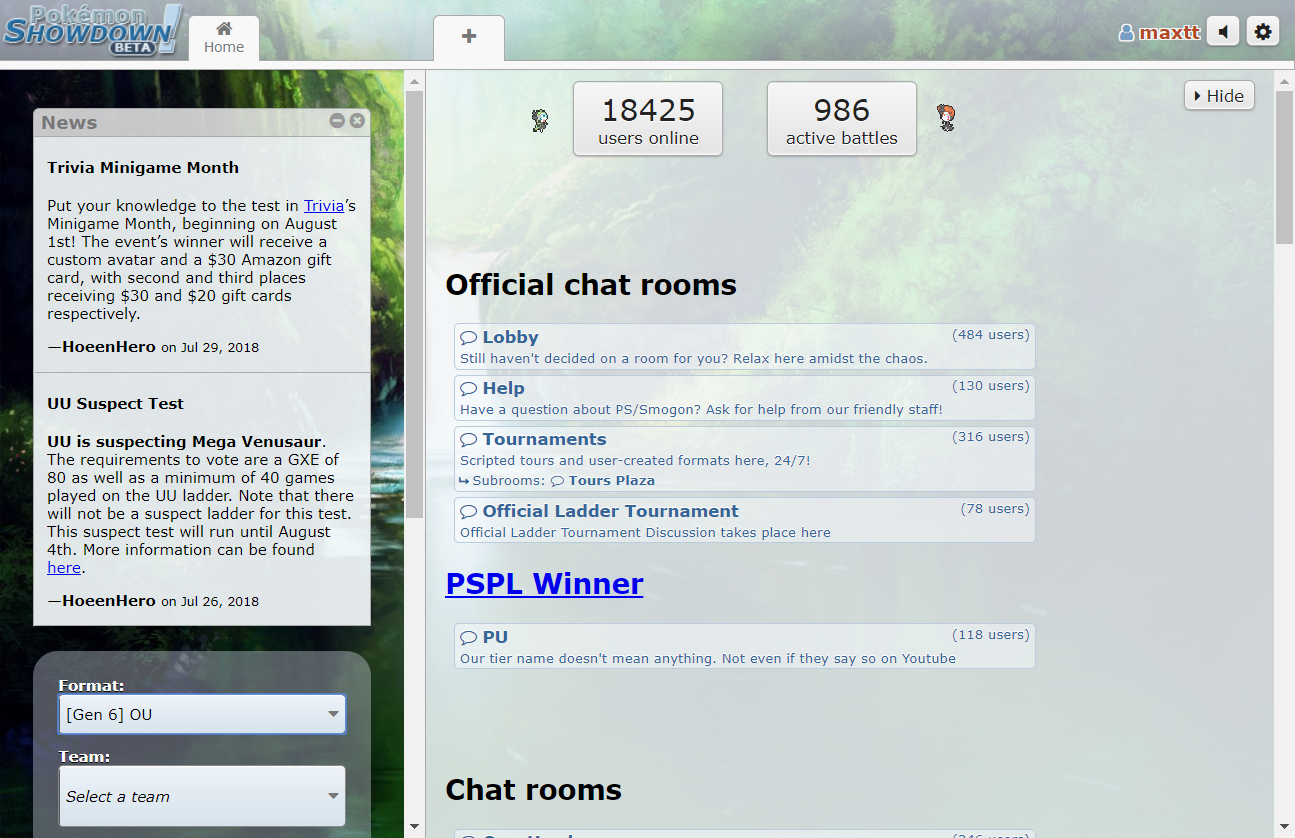 Pokémon
SHOWDOWN!
BETA
Home
maxtt
News
Trivia Minigame Month
Put your knowledge to the test in Trivia’s
Minigame Month, beginning on August
1st! The event’s winner will receive a
custom avatar and a $30 Amazon gift
card, with second and third places
receiving $30 and $20 gift cards
respectively.
—HoeenHero on Jul 29, 2018
UU Suspect Test
UU is suspecting Mega Venusaur.
The requirements to vote are a GXE of
80 as well as a minimum of 40 games
played on the UU ladder. Note that there
will not be a suspect ladder for this test.
This suspect test will run until August
4th. More information can be found
here.
—HoeenHero on Jul 26, 2018
Format:
[Gen 6] OU
Team:
Select a team
18425
users online
986
active battles
Hide
Official chat rooms
Lobby (484 users)
Still haven't decided on a room for you? Relax here amidst the chaos.
Help (130 users)
Have a question about PS/Smogon? Ask for help from our friendly staff!
Tournaments (316 users)
Scripted tours and user-created formats here, 24/7!
Subrooms: Tours Plaza
Official Ladder Tournament (78 users)
Official Ladder Tournament Discussion takes place here
PSPL Winner
PU (118 users)
Our tier name doesn't mean anything. Not even if they say so on Youtube
Chat rooms